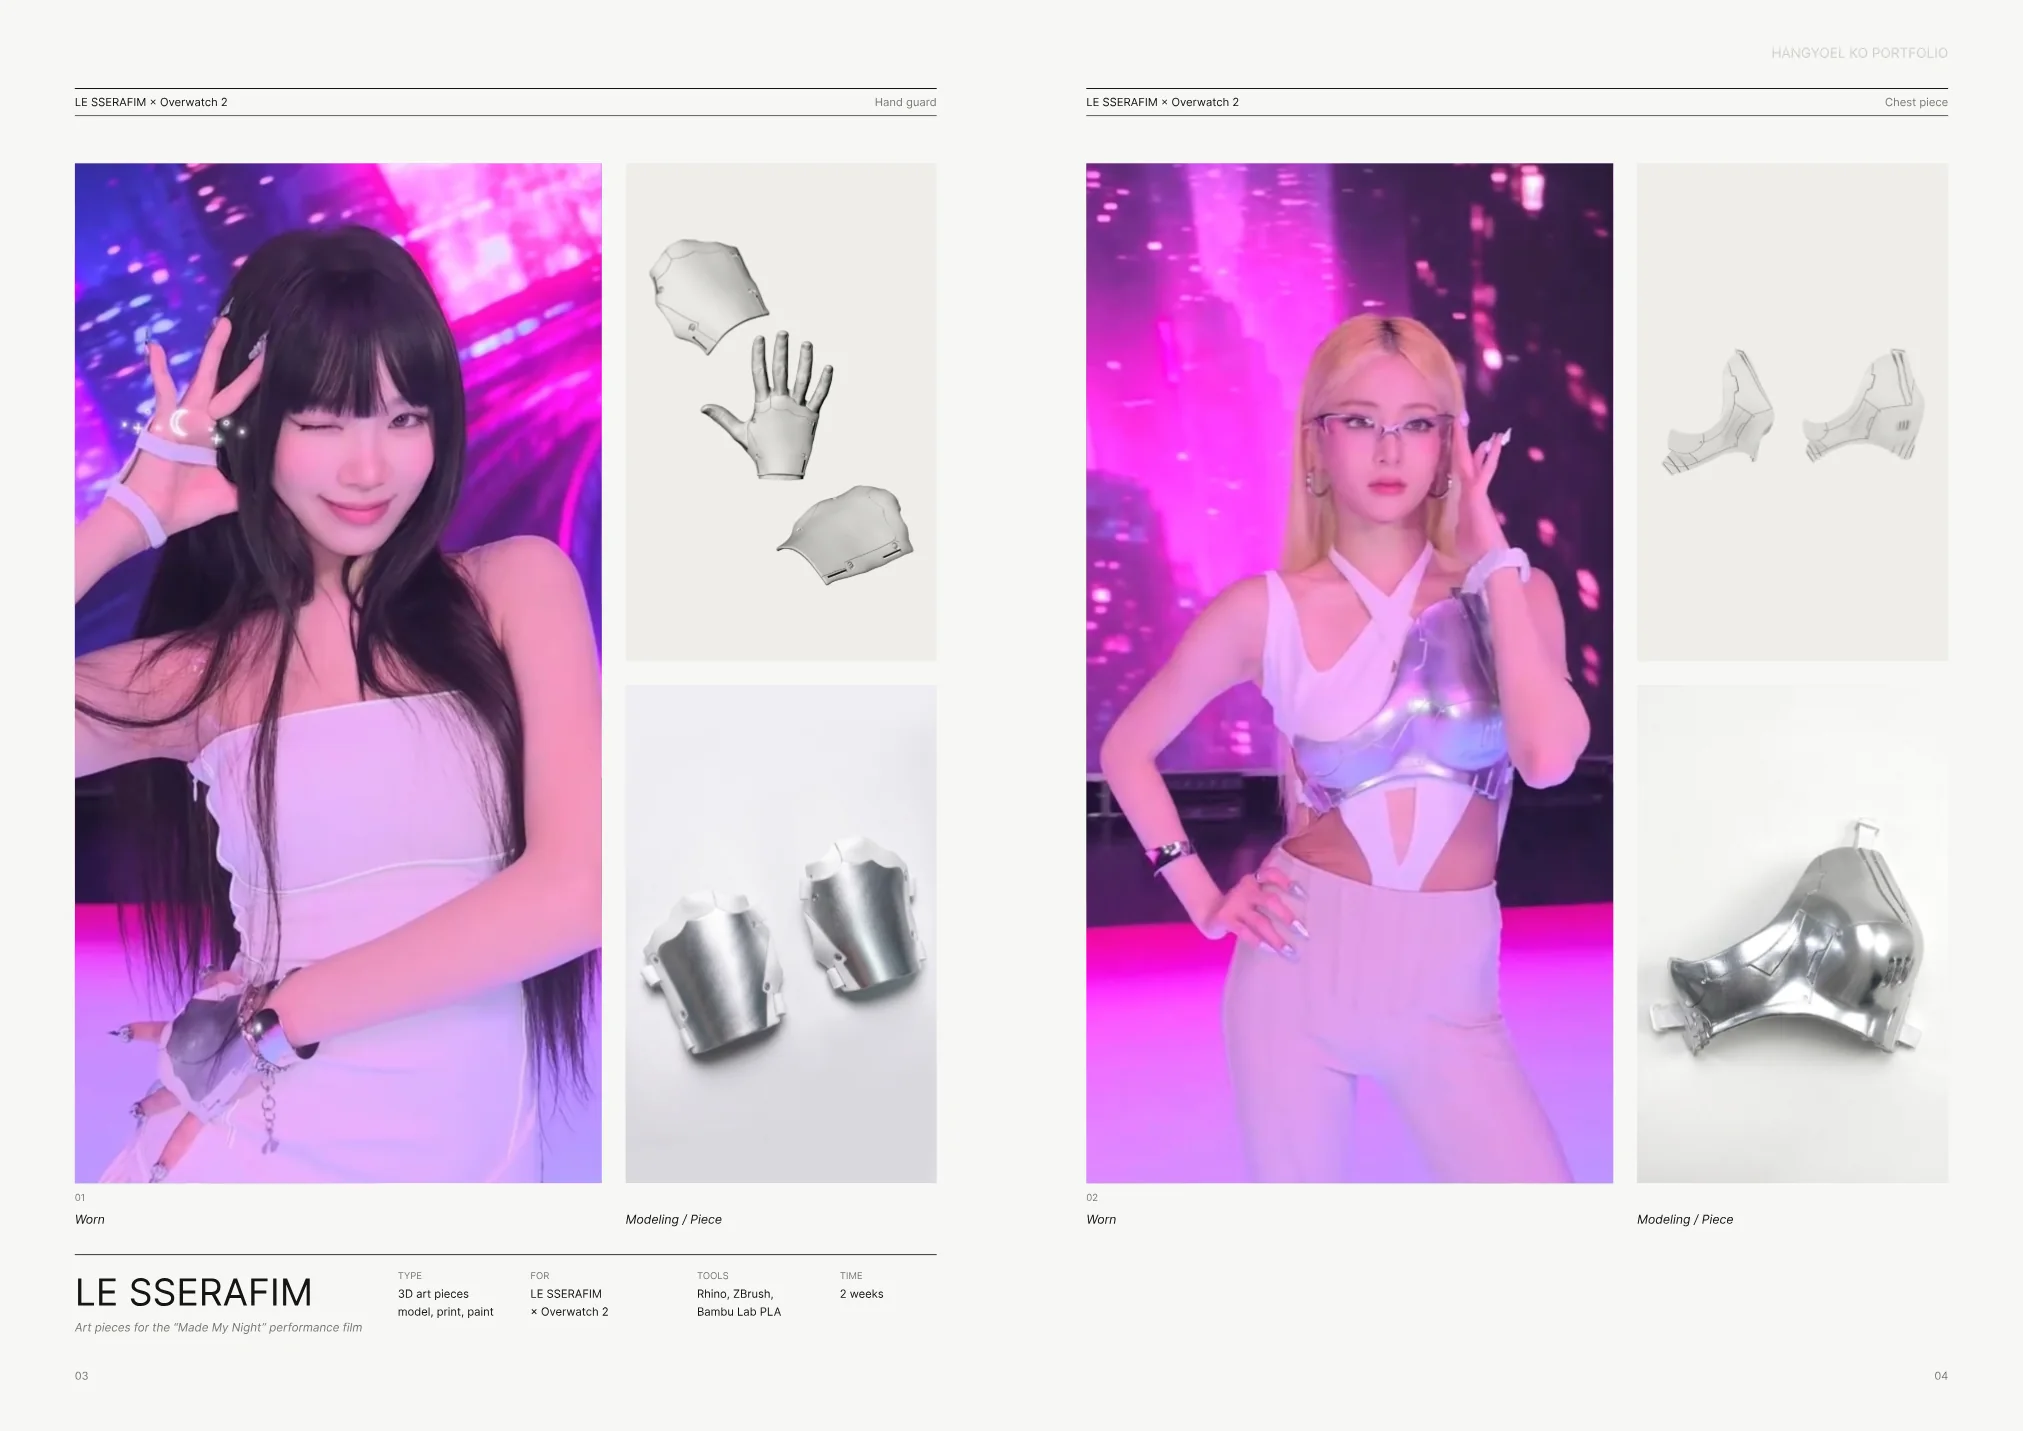 HANGYOEL KO PORTFOLIO
LE SSERAFIM × Overwatch 2
Hand guard
01
Worn
Modeling / Piece
LE SSERAFIM
Art pieces for the “Made My Night” performance film
TYPE
3D art pieces
model, print, paint
FOR
LE SSERAFIM
× Overwatch 2
TOOLS
Rhino, ZBrush,
Bambu Lab PLA
TIME
2 weeks
03
LE SSERAFIM × Overwatch 2
Chest piece
02
Worn
Modeling / Piece
04